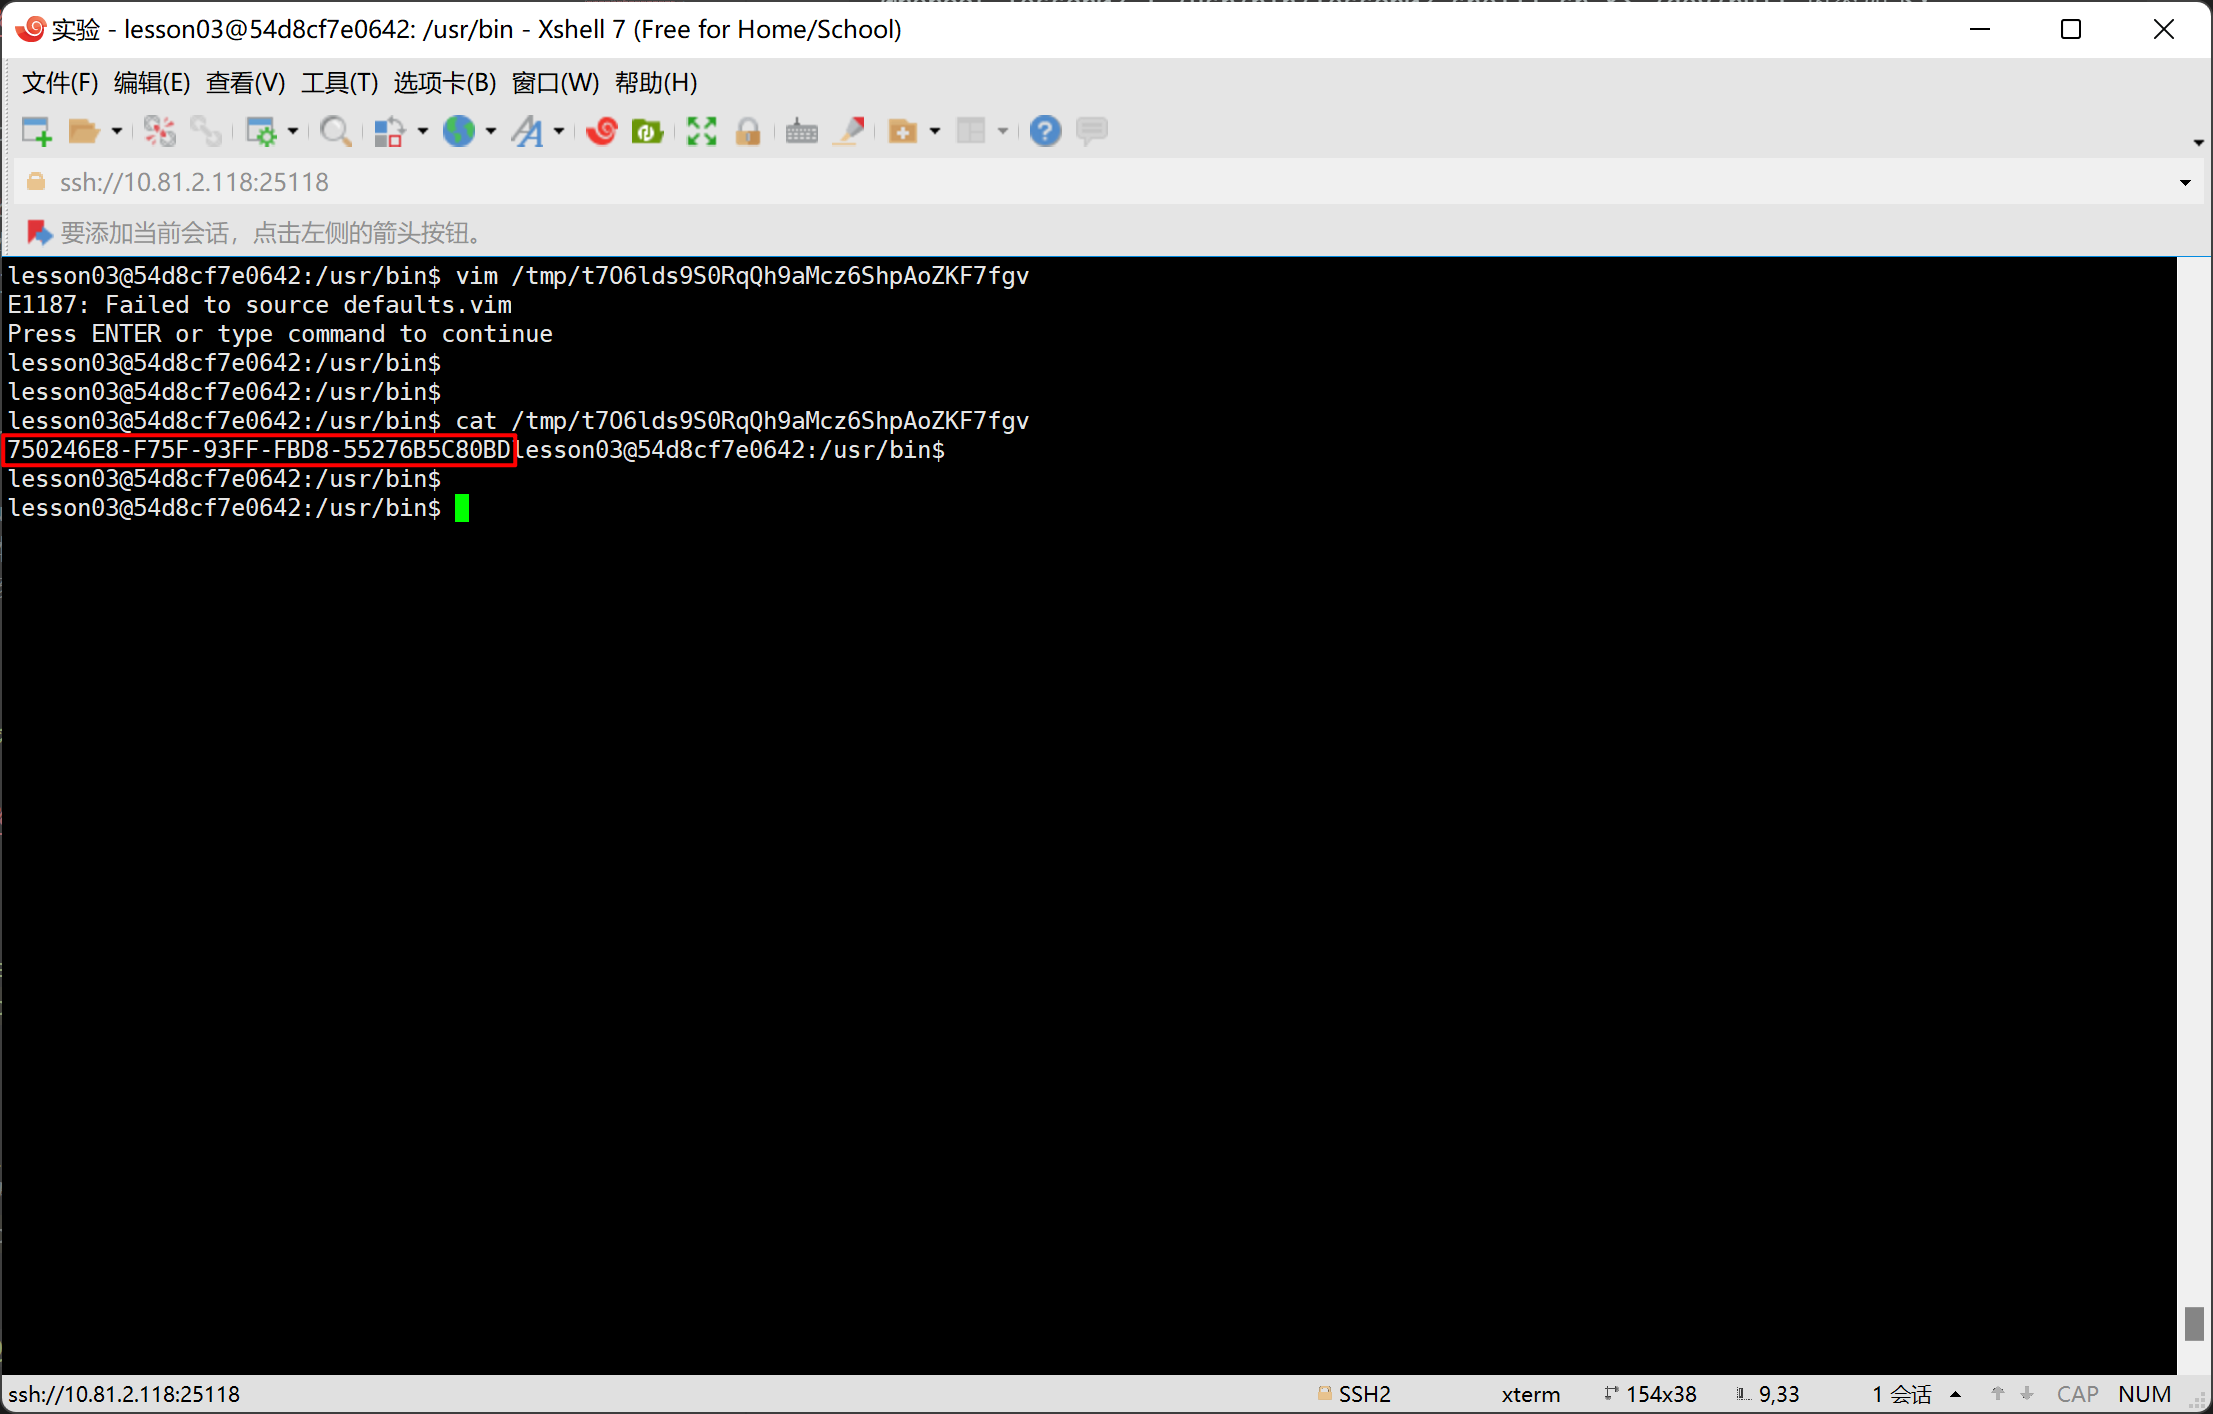 实验 - lesson03@54d8cf7e0642: /usr/bin - Xshell 7 (Free for Home/School)
文件(F) 编辑(E) 查看(V) 工具(T) 选项卡(B) 窗口(W) 帮助(H)
ssh://10.81.2.118:25118
要添加当前会话，点击左侧的箭头按钮。
lesson03@54d8cf7e0642:/usr/bin$ vim /tmp/t7O6lds9S0RqQh9aMcz6ShpAoZKF7fgv
E1187: Failed to source defaults.vim
Press ENTER or type command to continue
lesson03@54d8cf7e0642:/usr/bin$
lesson03@54d8cf7e0642:/usr/bin$
lesson03@54d8cf7e0642:/usr/bin$ cat /tmp/t7O6lds9S0RqQh9aMcz6ShpAoZKF7fgv
750246E8-F75F-93FF-FBD8-55276B5C80BDlesson03@54d8cf7e0642:/usr/bin$
lesson03@54d8cf7e0642:/usr/bin$
lesson03@54d8cf7e0642:/usr/bin$
ssh://10.81.2.118:25118 SSH2 xterm 154x38 9,33 1 会话 CAP NUM